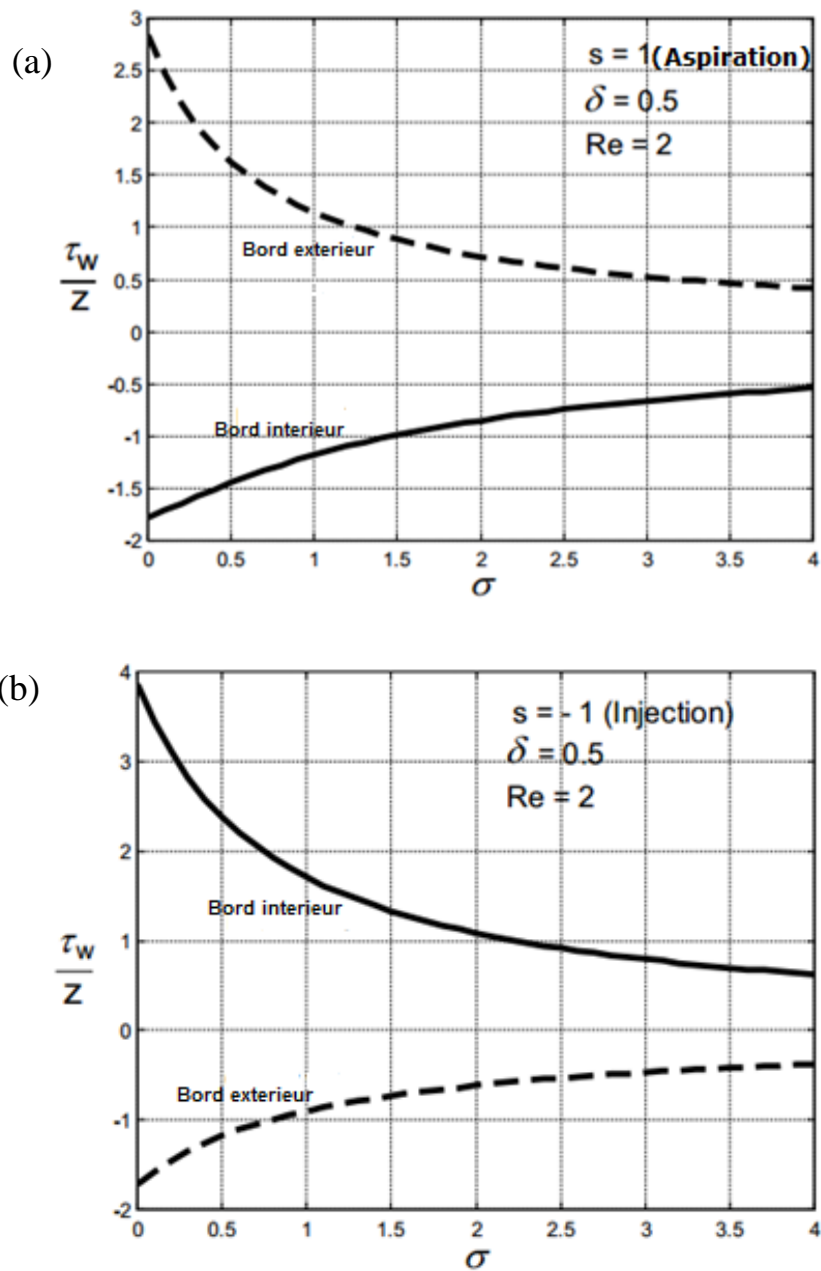 (a)
3
2.5
2
1.5
1
0.5
0
-0.5
-1
-1.5
-2
s = 1(Aspiration)
δ = 0.5
Re = 2
Bord exterieur
Bord interieur
τw
z
0 0.5 1 1.5 2 2.5 3 3.5 4
σ
(b)
4
3
2
1
0
-1
-2
s = - 1 (Injection)
δ = 0.5
Re = 2
Bord interieur
Bord exterieur
τw
z
0 0.5 1 1.5 2 2.5 3 3.5 4
σ